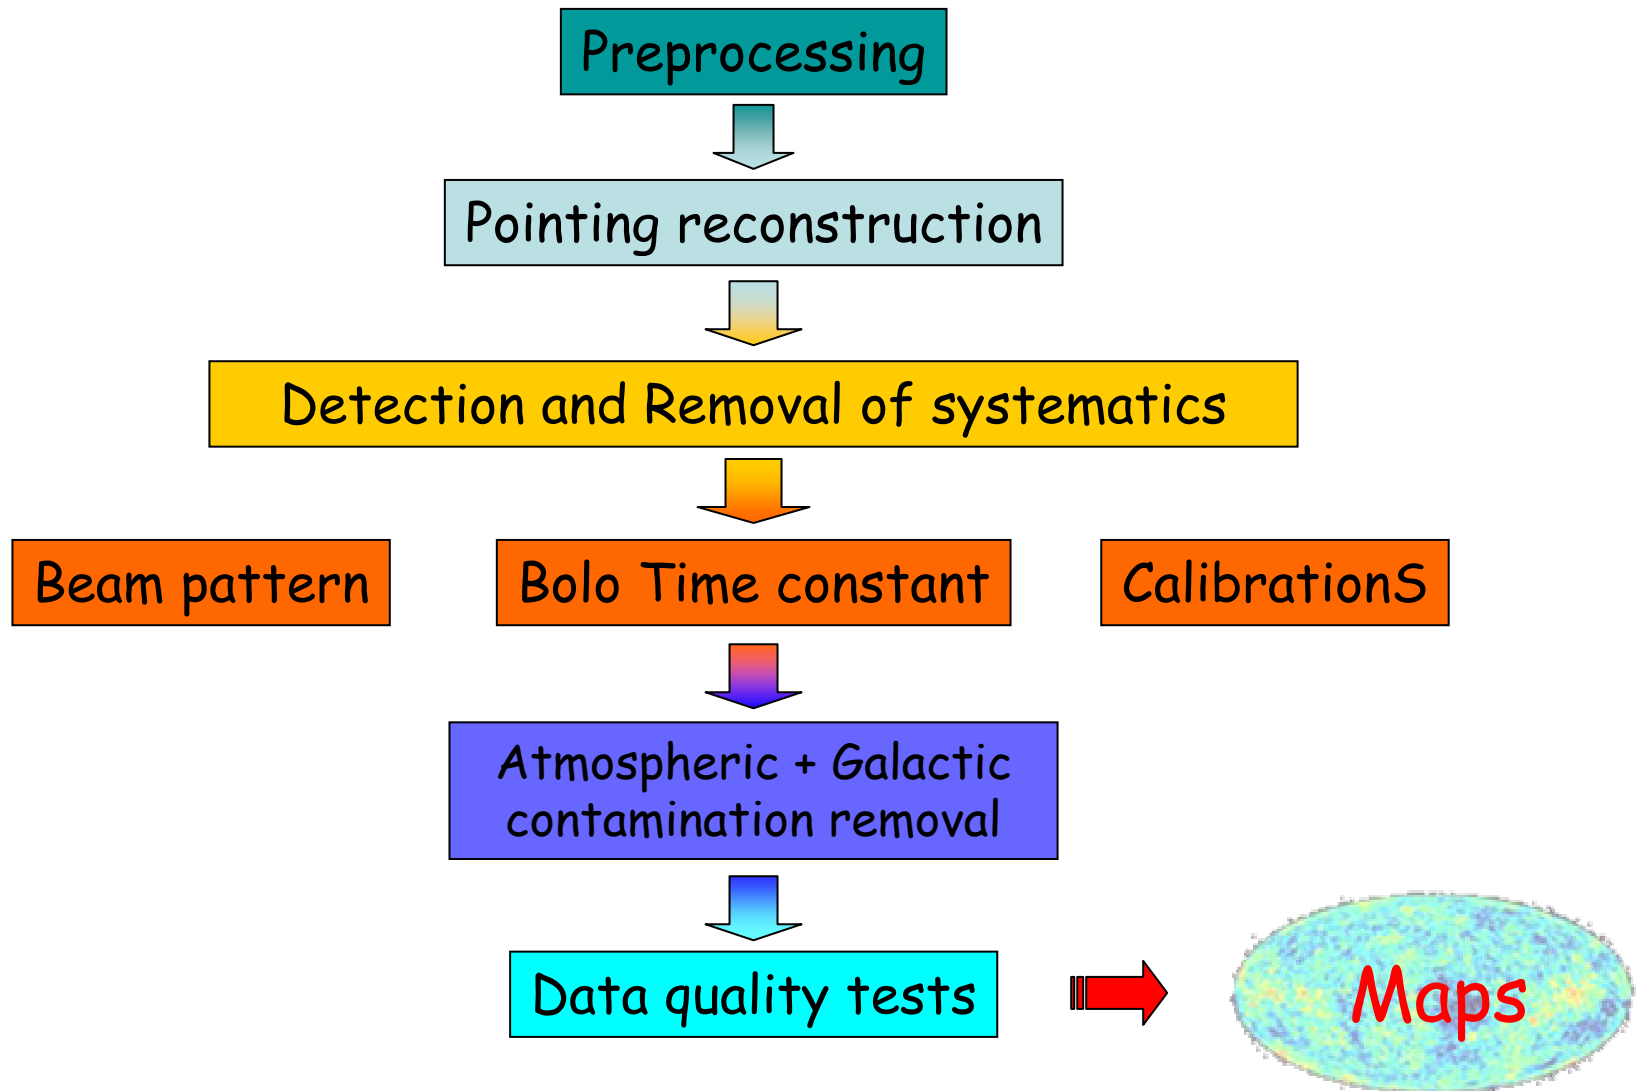 Preprocessing
Pointing reconstruction
Detection and Removal of systematics
Beam pattern
Bolo Time constant
CalibrationS
Atmospheric + Galactic
contamination removal
Data quality tests
Maps